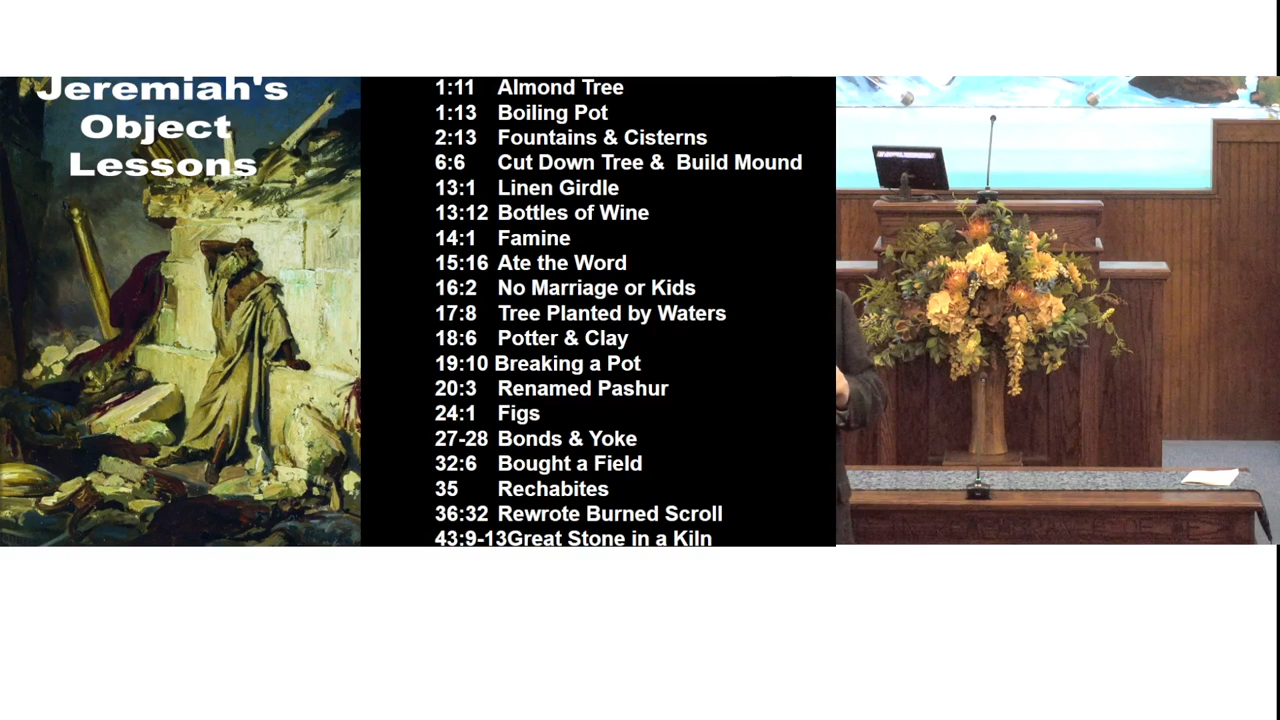 Jeremiah's
Object
Lessons
1:11 Almond Tree
1:13 Boiling Pot
2:13 Fountains & Cisterns
6:6 Cut Down Tree & Build Mound
13:1 Linen Girdle
13:12 Bottles of Wine
14:1 Famine
15:16 Ate the Word
16:2 No Marriage or Kids
17:8 Tree Planted by Waters
18:6 Potter & Clay
19:10 Breaking a Pot
20:3 Renamed Pashur
24:1 Figs
27-28 Bonds & Yoke
32:6 Bought a Field
35 Rechabites
36:32 Rewrote Burned Scroll
43:9-13Great Stone in a Kiln